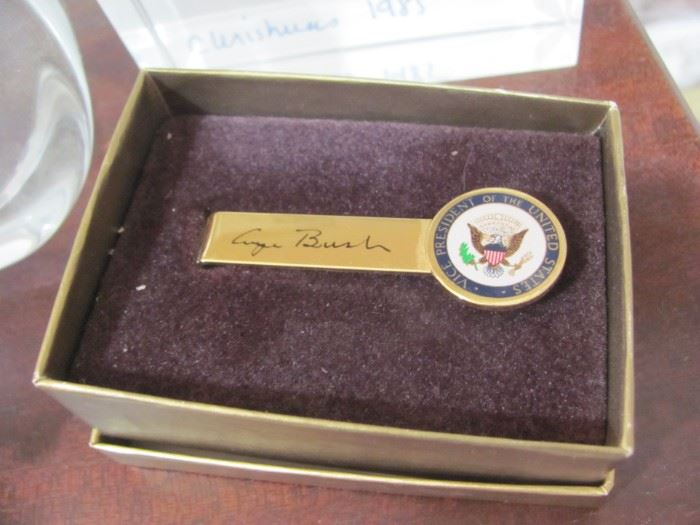 Christmas 1983
George Bush
VICE PRESIDENT OF THE UNITED STATES